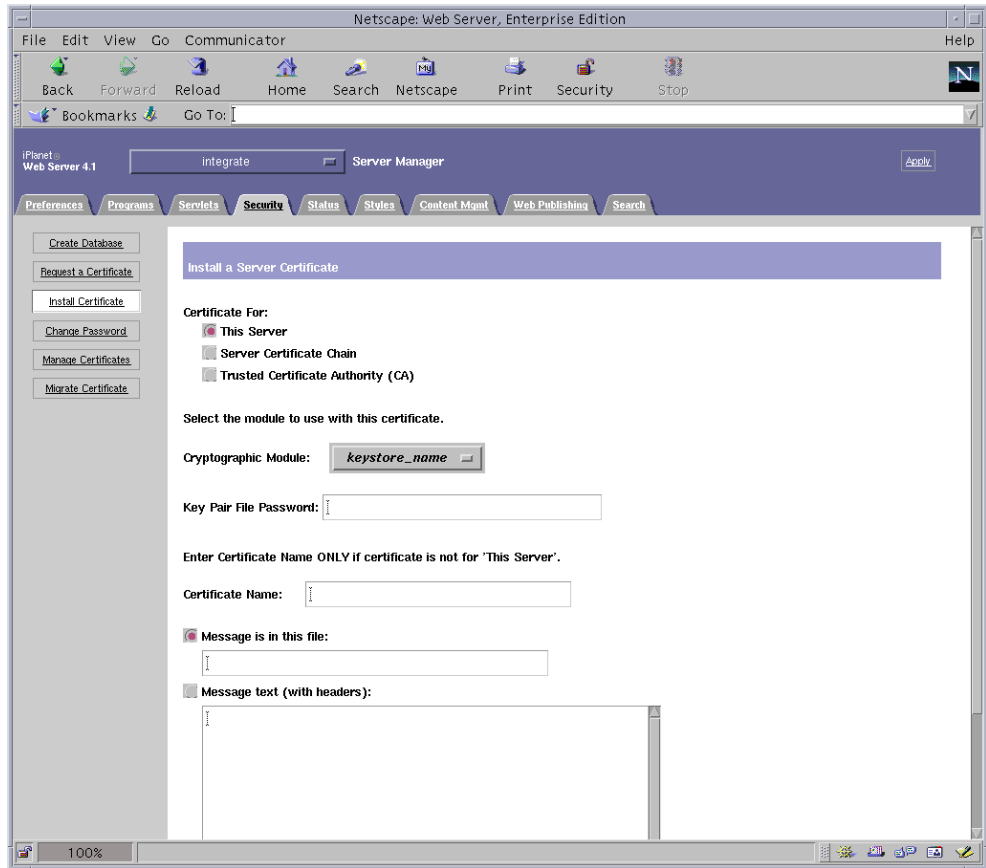 Netscape: Web Server, Enterprise Edition
File Edit View Go Communicator Help
Back Forward Reload Home Search Netscape Print Security Stop
My
N
Bookmarks Go To:
iPlanet
Web Server 4.1
integrate
Server Manager
Apply
Preferences Programs Servlets Security Status Styles Content Mgmt Web Publishing Search
Create Database
Request a Certificate
Install Certificate
Change Password
Manage Certificates
Migrate Certificate
Install a Server Certificate
Certificate For:
This Server
Server Certificate Chain
Trusted Certificate Authority (CA)
Select the module to use with this certificate.
Cryptographic Module: keystore_name
Key Pair File Password:
Enter Certificate Name ONLY if certificate is not for 'This Server'.
Certificate Name:
Message is in this file:
Message text (with headers):
100%